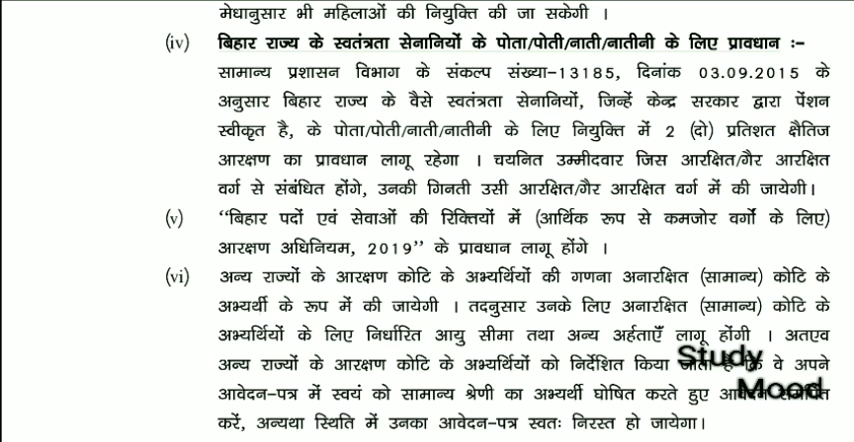 मेधानुसार भी महिलाओं की नियुक्ति की जा सकेगी ।
(iv) बिहार राज्य के स्वतंत्रता सेनानियों के पोता/पोती/नाती/नातीनी के लिए प्रावधान :–
सामान्य प्रशासन विभाग के संकल्प संख्या–13185, दिनांक 03.09.2015 के
अनुसार बिहार राज्य के वैसे स्वतंत्रता सेनानियों, जिन्हें केन्द्र सरकार द्वारा पेंशन
स्वीकृत है, के पोता/पोती/नाती/नातीनी के लिए नियुक्ति में 2 (दो) प्रतिशत क्षैतिज
आरक्षण का प्रावधान लागू रहेगा । चयनित उम्मीदवार जिस आरक्षित/गैर आरक्षित
वर्ग से संबंधित होंगे, उनकी गिनती उसी आरक्षित/गैर आरक्षित वर्ग में की जायेगी।
(v) “बिहार पदों एवं सेवाओं की रिक्तियों में (आर्थिक रूप से कमजोर वर्गों के लिए)
आरक्षण अधिनियम, 2019” के प्रावधान लागू होंगे ।
(vi) अन्य राज्यों के आरक्षण कोटि के अभ्यर्थियों की गणना अनारक्षित (सामान्य) कोटि के
अभ्यर्थी के रूप में की जायेगी । तदनुसार उनके लिए अनारक्षित (सामान्य) कोटि के
अभ्यर्थियों के लिए निर्धारित आयु सीमा तथा अन्य अर्हताएँ लागू होंगी । अतएव
अन्य राज्यों के आरक्षण कोटि के अभ्यर्थियों को निर्देशित किया कि वे अपने
Study
आवेदन–पत्र में स्वयं को सामान्य श्रेणी का अभ्यर्थी घोषित करते हुए
Mood
करें, अन्यथा स्थिति में उनका आवेदन–पत्र स्वतः निरस्त हो जायेगा।